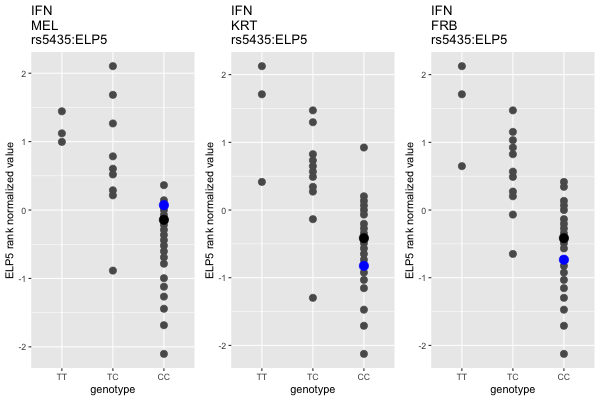 IFN
MEL
rs5435:ELP5
ELP5 rank normalized value
2
1
0
-1
-2
TT TC CC
genotype
IFN
KRT
rs5435:ELP5
ELP5 rank normalized value
2
1
0
-1
-2
TT TC CC
genotype
IFN
FRB
rs5435:ELP5
ELP5 rank normalized value
2
1
0
-1
-2
TT TC CC
genotype